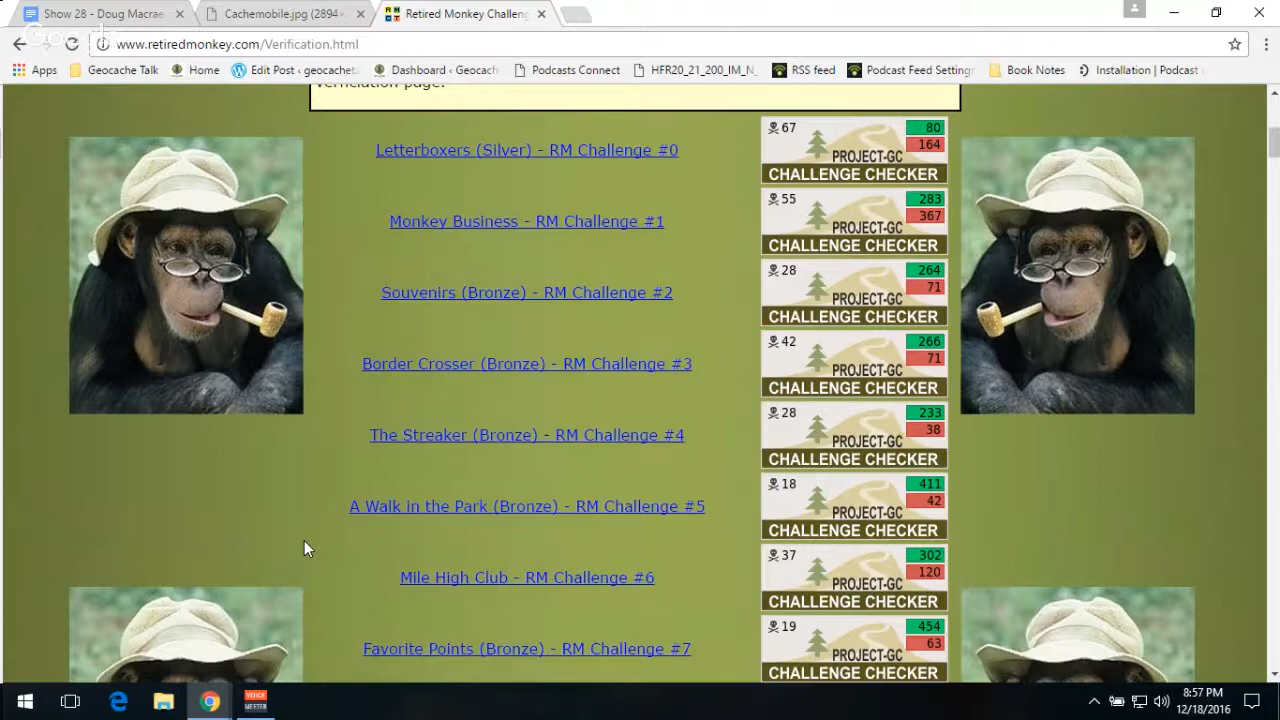 Show 28 - Doug Macrae
Cachemobile.jpg (2894
Retired Monkey Challeng
www.retiredmonkey.com/Verification.html
Apps
Geocache Talk
Home
Edit Post ‹ geocacheta
Dashboard ‹ Geocach
Podcasts Connect
HFR20_21_200_IM_N
RSS feed
Podcast Feed Settings
Book Notes
Installation | Podcast
Letterboxers (Silver) - RM Challenge #0
67
80
164
PROJECT-GC
CHALLENGE CHECKER
Monkey Business - RM Challenge #1
55
283
367
PROJECT-GC
CHALLENGE CHECKER
Souvenirs (Bronze) - RM Challenge #2
28
264
71
PROJECT-GC
CHALLENGE CHECKER
Border Crosser (Bronze) - RM Challenge #3
42
266
71
PROJECT-GC
CHALLENGE CHECKER
The Streaker (Bronze) - RM Challenge #4
28
233
38
PROJECT-GC
CHALLENGE CHECKER
A Walk in the Park (Bronze) - RM Challenge #5
18
411
42
PROJECT-GC
CHALLENGE CHECKER
Mile High Club - RM Challenge #6
37
302
120
PROJECT-GC
CHALLENGE CHECKER
Favorite Points (Bronze) - RM Challenge #7
19
454
63
PROJECT-GC
CHALLENGE CHECKER
8:57 PM
12/18/2016